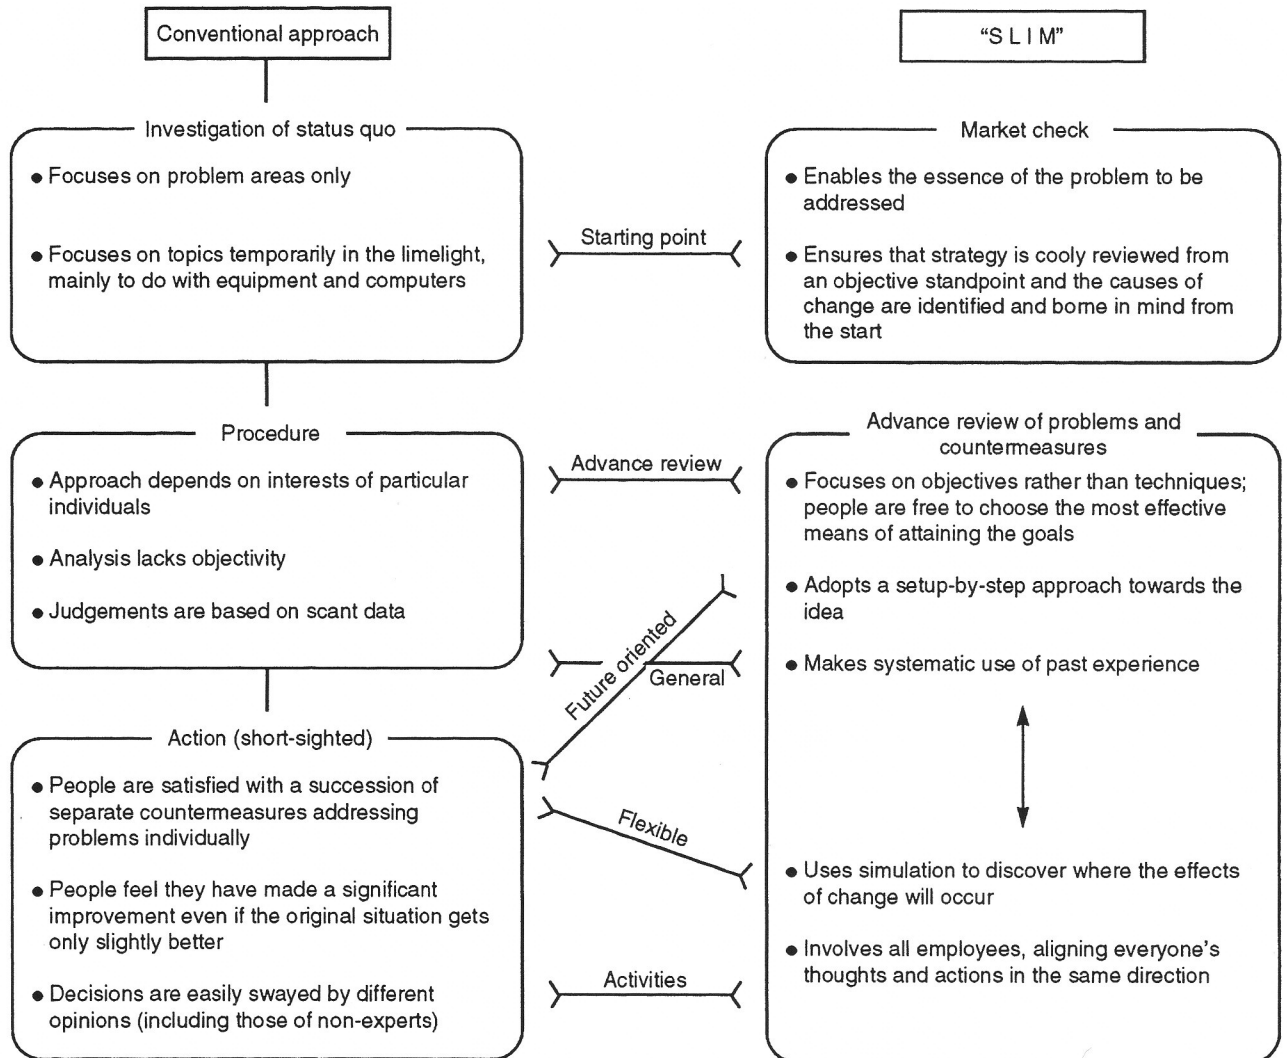 Conventional approach
“S L I M”
Investigation of status quo
● Focuses on problem areas only
● Focuses on topics temporarily in the limelight,
mainly to do with equipment and computers
Starting point
Market check
● Enables the essence of the problem to be
addressed
● Ensures that strategy is cooly reviewed from
an objective standpoint and the causes of
change are identified and borne in mind from
the start
Procedure
● Approach depends on interests of particular
individuals
● Analysis lacks objectivity
● Judgements are based on scant data
Advance review
Future oriented
General
Advance review of problems and
countermeasures
● Focuses on objectives rather than techniques;
people are free to choose the most effective
means of attaining the goals
● Adopts a setup-by-step approach towards the
idea
● Makes systematic use of past experience
Action (short-sighted)
● People are satisfied with a succession of
separate countermeasures addressing
problems individually
● People feel they have made a significant
improvement even if the original situation gets
only slightly better
● Decisions are easily swayed by different
opinions (including those of non-experts)
Flexible
Activities
● Uses simulation to discover where the effects
of change will occur
● Involves all employees, aligning everyone’s
thoughts and actions in the same direction